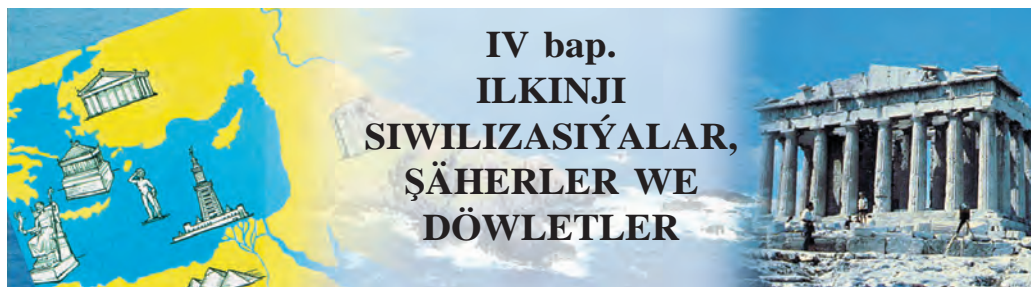 IV bap.
ILKINJI
SIWILIZASIÝALAR,
ŞÄHERLER WE
DÖWLETLER